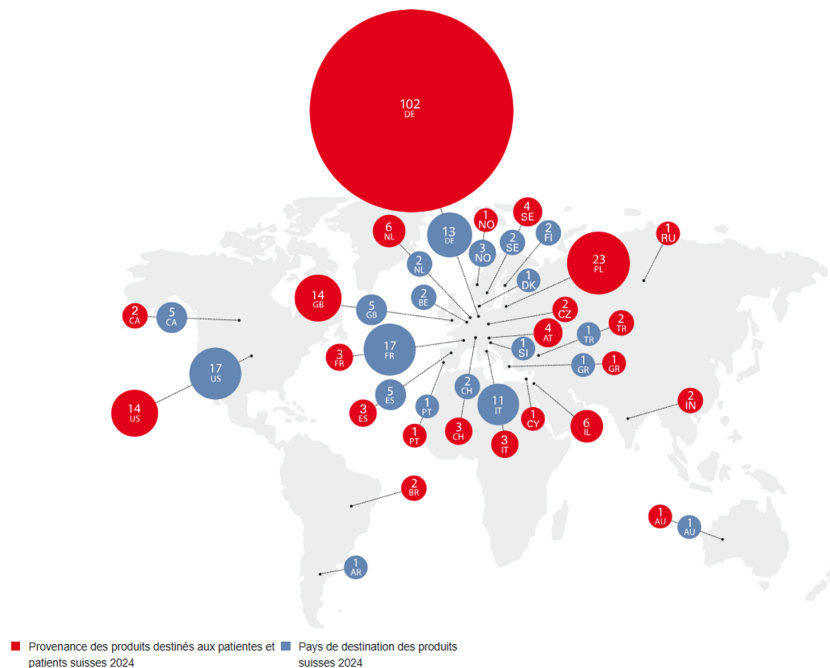 102
DE
6
NL
13
DE
1
NO
4
SE
2
FI
3
NO
2
SE
1
RU
2
NL
23
PL
1
DK
14
GB
2
BE
5
GB
2
CA
5
CA
2
CZ
4
AT
1
TR
2
TR
3
FR
17
FR
1
SI
1
GR
1
GR
17
US
14
US
5
ES
2
CH
11
IT
3
ES
1
PT
1
PT
3
CH
3
IT
1
CY
6
IL
2
IN
2
BR
1
AU
1
AU
1
AR
Provenance des produits destinés aux patientes et
patients suisses 2024
Pays de destination des produits
suisses 2024